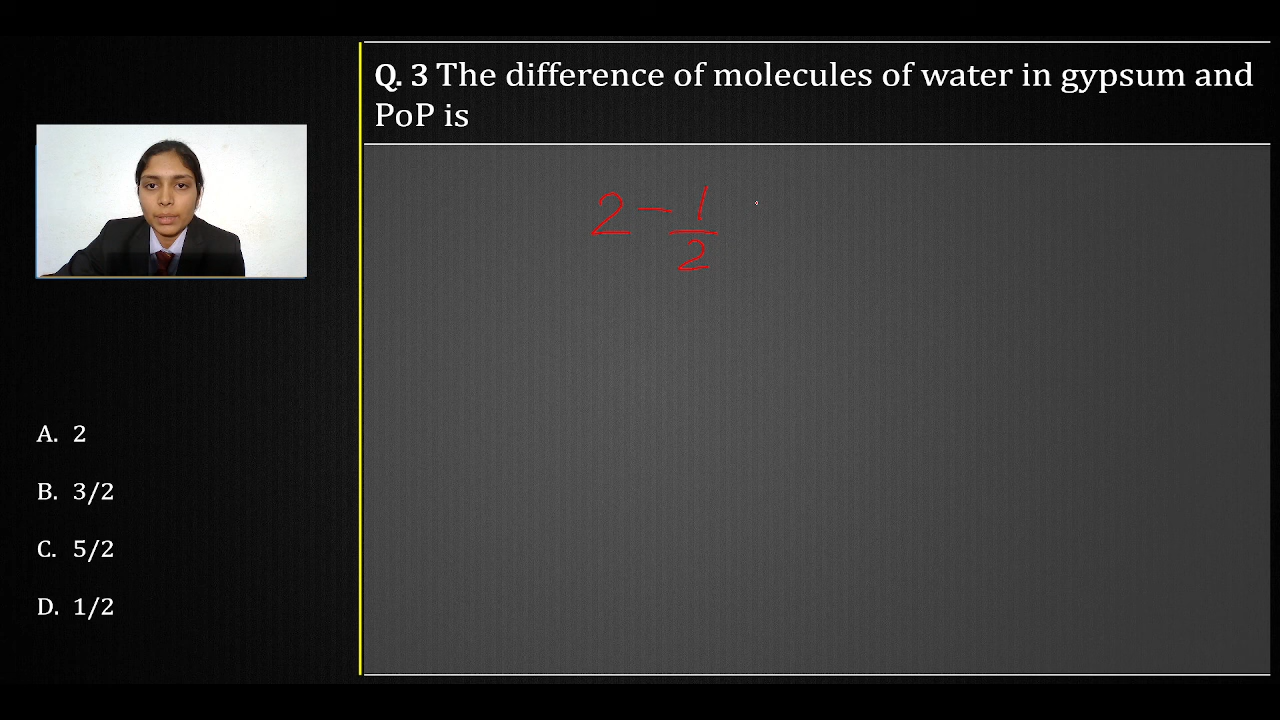 Q. 3 The difference of molecules of water in gypsum and
PoP is
2 - 1/2
A. 2
B. 3/2
C. 5/2
D. 1/2